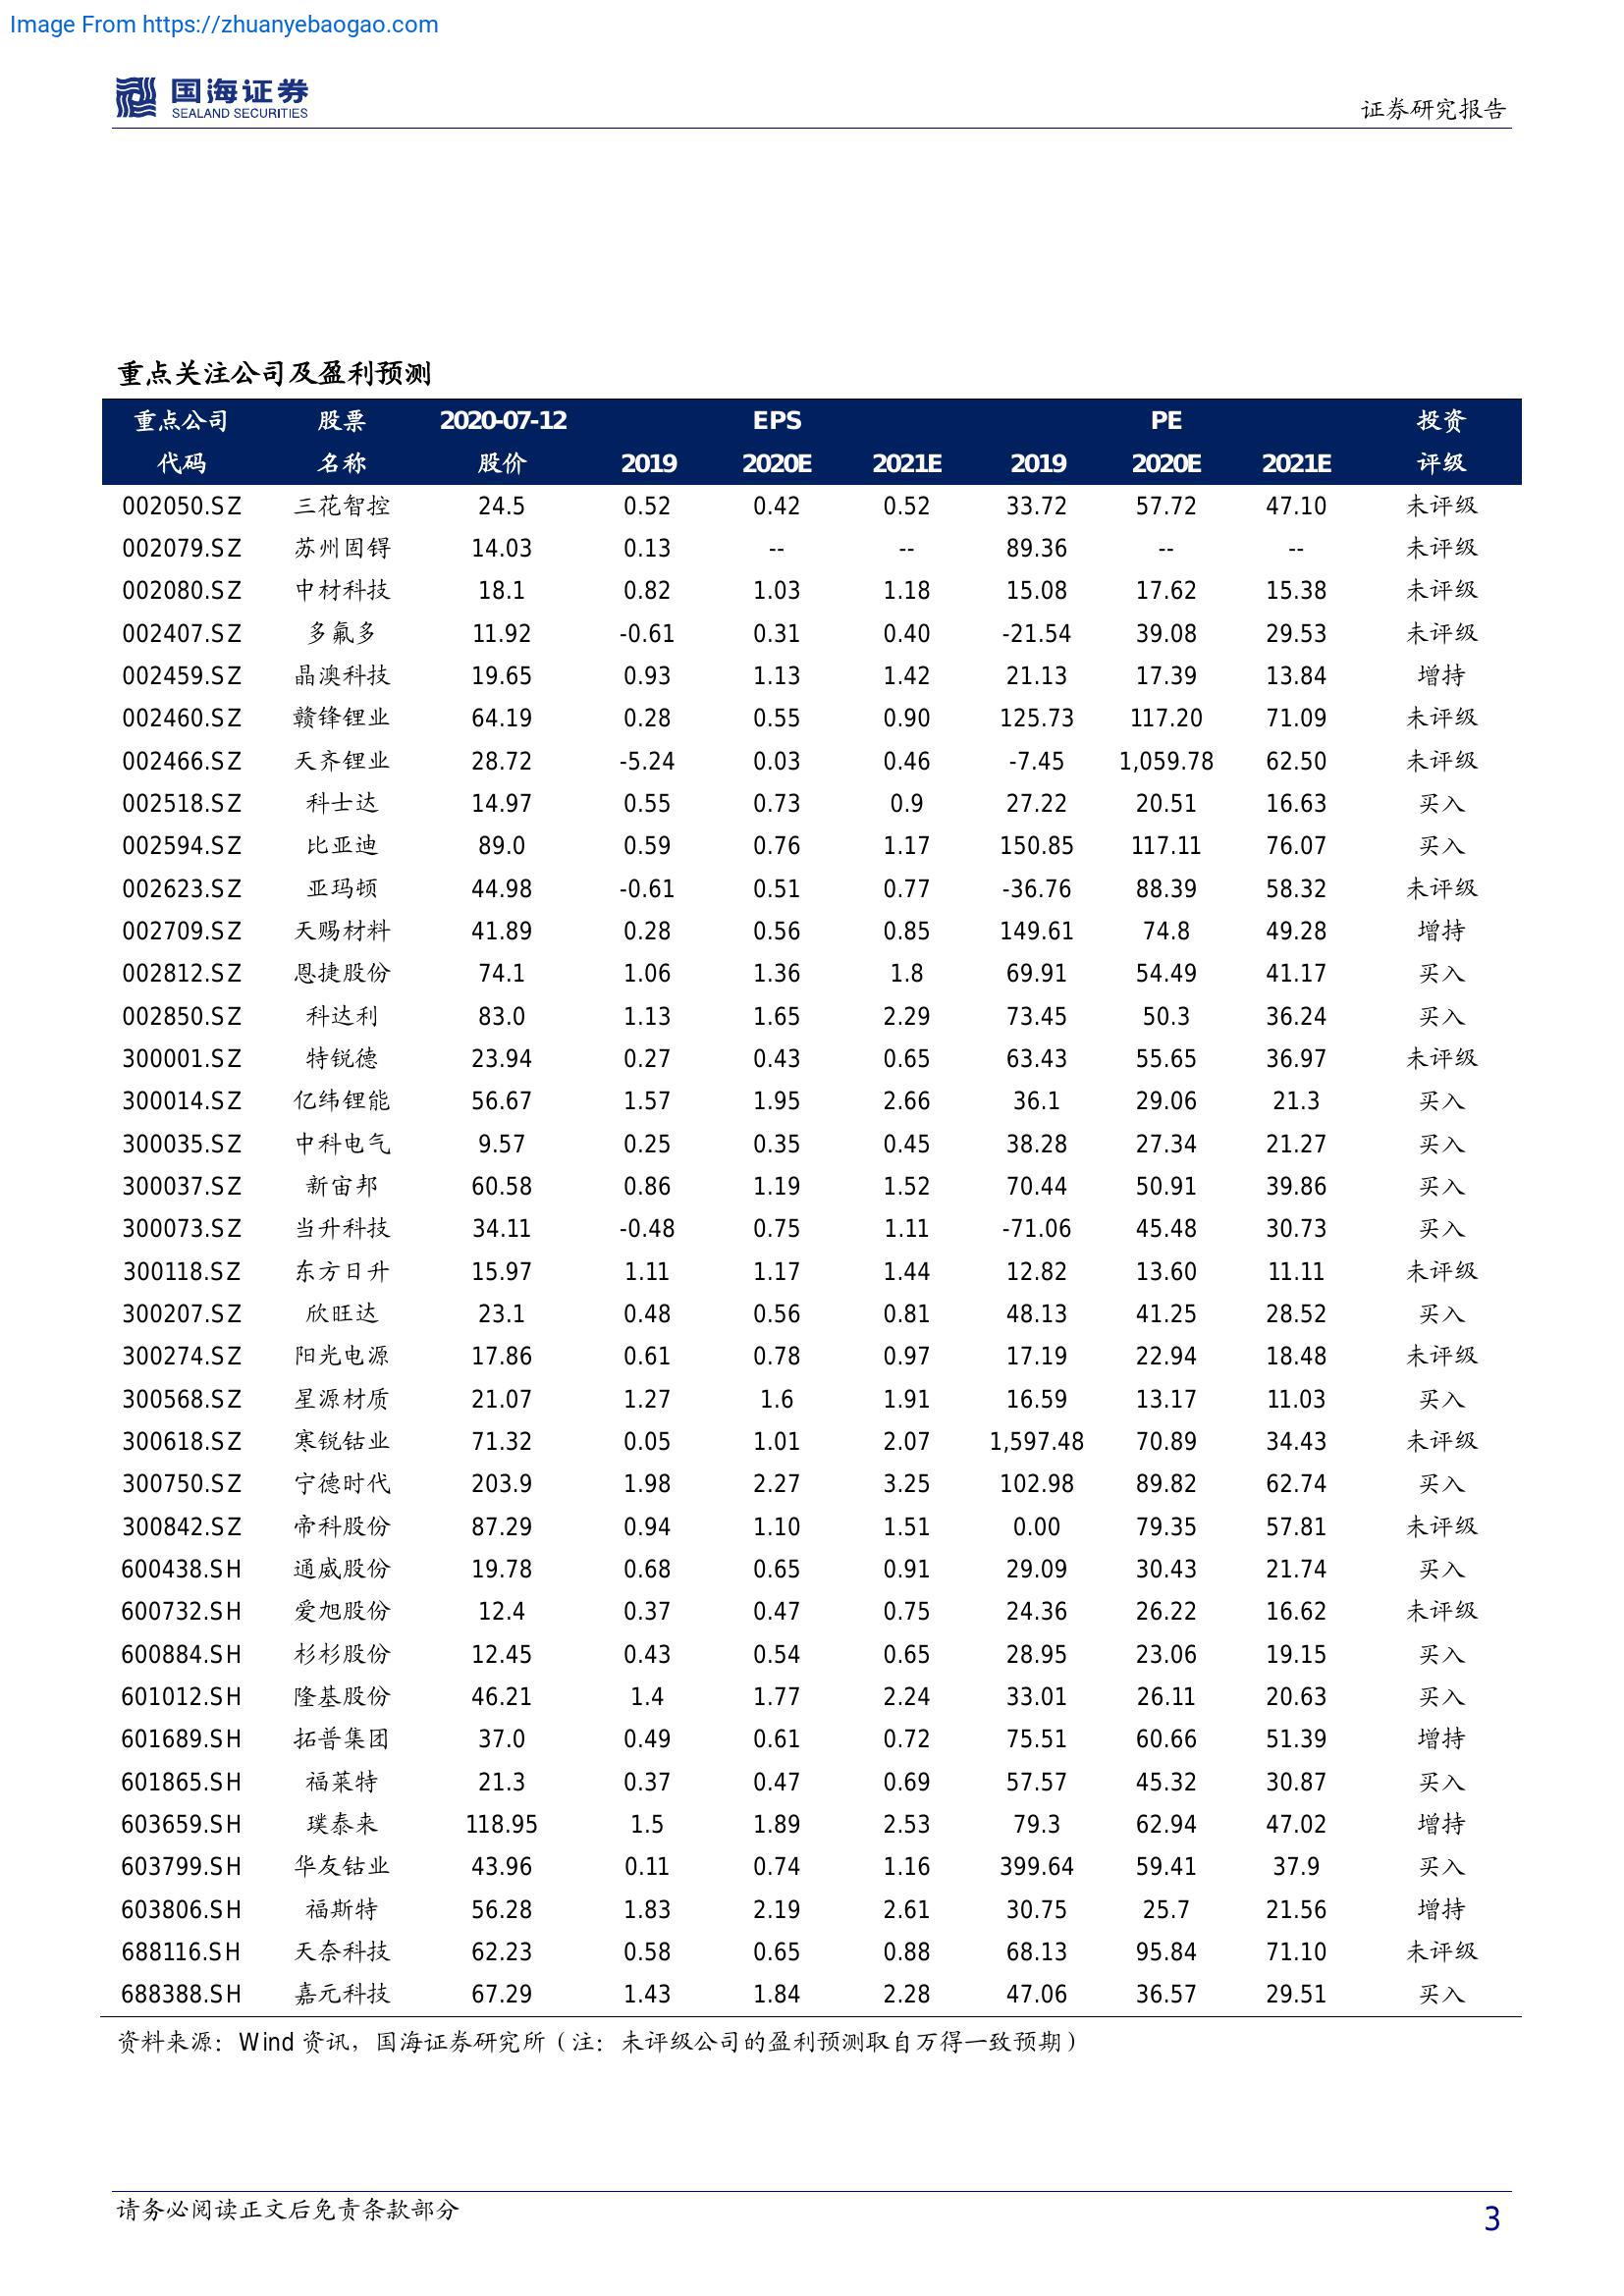 Image From https://zhuanyebaogao.com
国海证券
SEALAND SECURITIES
证券研究报告
重点关注公司及盈利预测
重点公司 股票 2020-07-12 EPS PE 投资
代码 名称 股价 2019 2020E 2021E 2019 2020E 2021E 评级
002050.SZ 三花智控 24.5 0.52 0.42 0.52 33.72 57.72 47.10 未评级
002079.SZ 苏州固锝 14.03 0.13 -- -- 89.36 -- -- 未评级
002080.SZ 中材科技 18.1 0.82 1.03 1.18 15.08 17.62 15.38 未评级
002407.SZ 多氟多 11.92 -0.61 0.31 0.40 -21.54 39.08 29.53 未评级
002459.SZ 晶澳科技 19.65 0.93 1.13 1.42 21.13 17.39 13.84 增持
002460.SZ 赣锋锂业 64.19 0.28 0.55 0.90 125.73 117.20 71.09 未评级
002466.SZ 天齐锂业 28.72 -5.24 0.03 0.46 -7.45 1,059.78 62.50 未评级
002518.SZ 科士达 14.97 0.55 0.73 0.9 27.22 20.51 16.63 买入
002594.SZ 比亚迪 89.0 0.59 0.76 1.17 150.85 117.11 76.07 买入
002623.SZ 亚玛顿 44.98 -0.61 0.51 0.77 -36.76 88.39 58.32 未评级
002709.SZ 天赐材料 41.89 0.28 0.56 0.85 149.61 74.8 49.28 增持
002812.SZ 恩捷股份 74.1 1.06 1.36 1.8 69.91 54.49 41.17 买入
002850.SZ 科达利 83.0 1.13 1.65 2.29 73.45 50.3 36.24 买入
300001.SZ 特锐德 23.94 0.27 0.43 0.65 63.43 55.65 36.97 未评级
300014.SZ 亿纬锂能 56.67 1.57 1.95 2.66 36.1 29.06 21.3 买入
300035.SZ 中科电气 9.57 0.25 0.35 0.45 38.28 27.34 21.27 买入
300037.SZ 新宙邦 60.58 0.86 1.19 1.52 70.44 50.91 39.86 买入
300073.SZ 当升科技 34.11 -0.48 0.75 1.11 -71.06 45.48 30.73 买入
300118.SZ 东方日升 15.97 1.11 1.17 1.44 12.82 13.60 11.11 未评级
300207.SZ 欣旺达 23.1 0.48 0.56 0.81 48.13 41.25 28.52 买入
300274.SZ 阳光电源 17.86 0.61 0.78 0.97 17.19 22.94 18.48 未评级
300568.SZ 星源材质 21.07 1.27 1.6 1.91 16.59 13.17 11.03 买入
300618.SZ 寒锐钴业 71.32 0.05 1.01 2.07 1,597.48 70.89 34.43 未评级
300750.SZ 宁德时代 203.9 1.98 2.27 3.25 102.98 89.82 62.74 买入
300842.SZ 帝科股份 87.29 0.94 1.10 1.51 0.00 79.35 57.81 未评级
600438.SH 通威股份 19.78 0.68 0.65 0.91 29.09 30.43 21.74 买入
600732.SH 爱旭股份 12.4 0.37 0.47 0.75 24.36 26.22 16.62 未评级
600884.SH 杉杉股份 12.45 0.43 0.54 0.65 28.95 23.06 19.15 买入
601012.SH 隆基股份 46.21 1.4 1.77 2.24 33.01 26.11 20.63 买入
601689.SH 拓普集团 37.0 0.49 0.61 0.72 75.51 60.66 51.39 增持
601865.SH 福莱特 21.3 0.37 0.47 0.69 57.57 45.32 30.87 买入
603659.SH 璞泰来 118.95 1.5 1.89 2.53 79.3 62.94 47.02 增持
603799.SH 华友钴业 43.96 0.11 0.74 1.16 399.64 59.41 37.9 买入
603806.SH 福斯特 56.28 1.83 2.19 2.61 30.75 25.7 21.56 增持
688116.SH 天奈科技 62.23 0.58 0.65 0.88 68.13 95.84 71.10 未评级
688388.SH 嘉元科技 67.29 1.43 1.84 2.28 47.06 36.57 29.51 买入
资料来源：Wind 资讯，国海证券研究所（注：未评级公司的盈利预测取自万得一致预期）
请务必阅读正文后免责条款部分
3